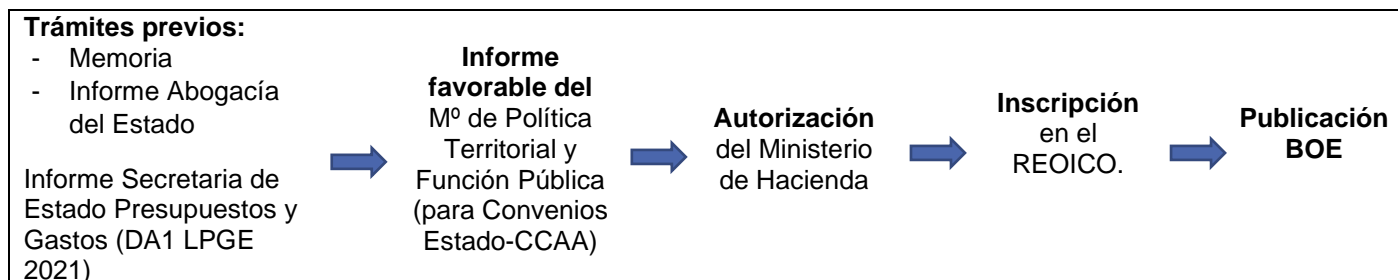 Trámites previos:
- Memoria
- Informe Abogacía
del Estado
Informe Secretaria de
Estado Presupuestos y
Gastos (DA1 LPGE
2021)
Informe
favorable del
Mº de Política
Territorial y
Función Pública
(para Convenios
Estado-CCAA)
Autorización
del Ministerio
de Hacienda
Inscripción
en el
REOICO.
Publicación
BOE